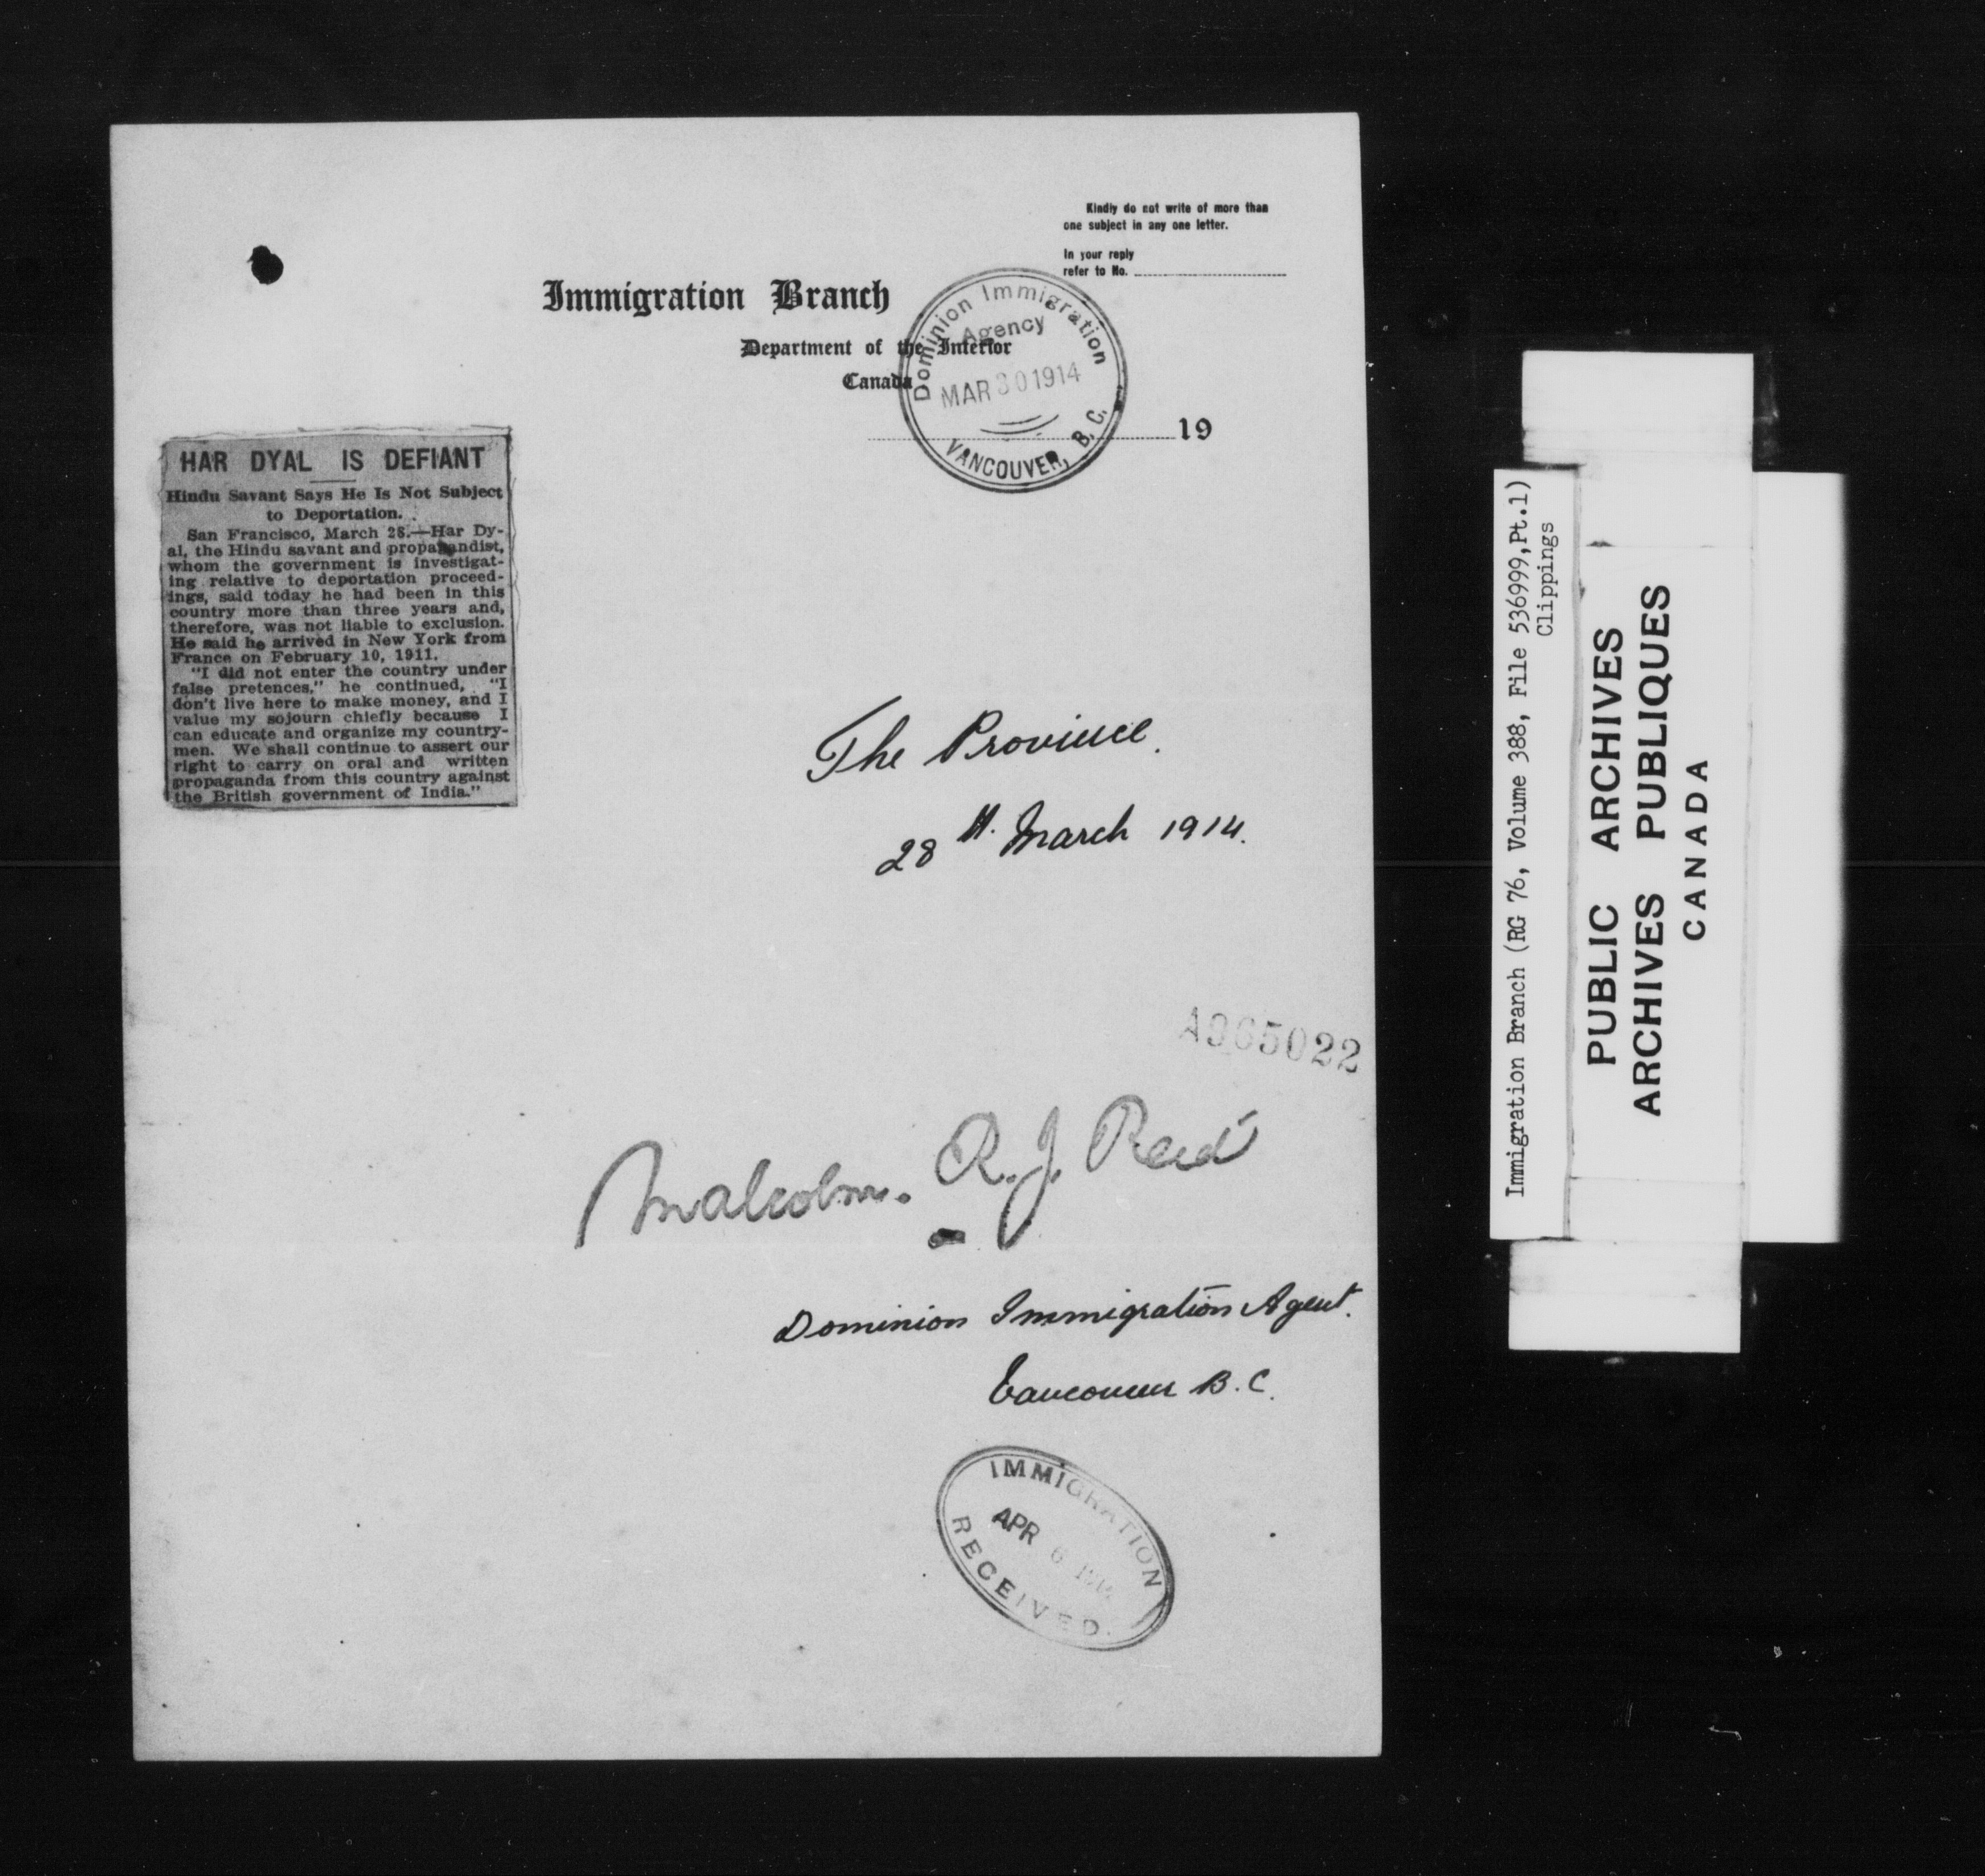 Kindly do not write of more than
one subject in any one letter.
In your reply
refer to No.
Immigration Branch
Department of the Interior
Canada
19
Dominion Immigration
Agency
MAR 30 1914
VANCOUVER, B.C.
HAR DYAL IS DEFIANT
Hindu Savant Says He Is Not Subject
to Deportation.
San Francisco, March 28.—Har Dy-
al, the Hindu savant and propagandist,
whom the government is investigat-
ing relative to deportation proceed-
ings, said today he had been in this
country more than three years and,
therefore, was not liable to exclusion.
He said he arrived in New York from
France on February 10, 1911.
"I did not enter the country under
false pretences," he continued, "I
don't live here to make money, and I
value my sojourn chiefly because I
can educate and organize my country-
men. We shall continue to assert our
right to carry on oral and written
propaganda from this country against
the British government of India."
The Province.
28th. March 1914.
A965022
Malcolm. R. J. Reid
Dominion Immigration Agent.
Vancouver B.C.
IMMIGRATION
APR 6 1914
RECEIVED.
Immigration Branch (RG 76, Volume 388, File 536999,Pt.1)
Clippings
PUBLIC ARCHIVES
ARCHIVES PUBLIQUES
CANADA